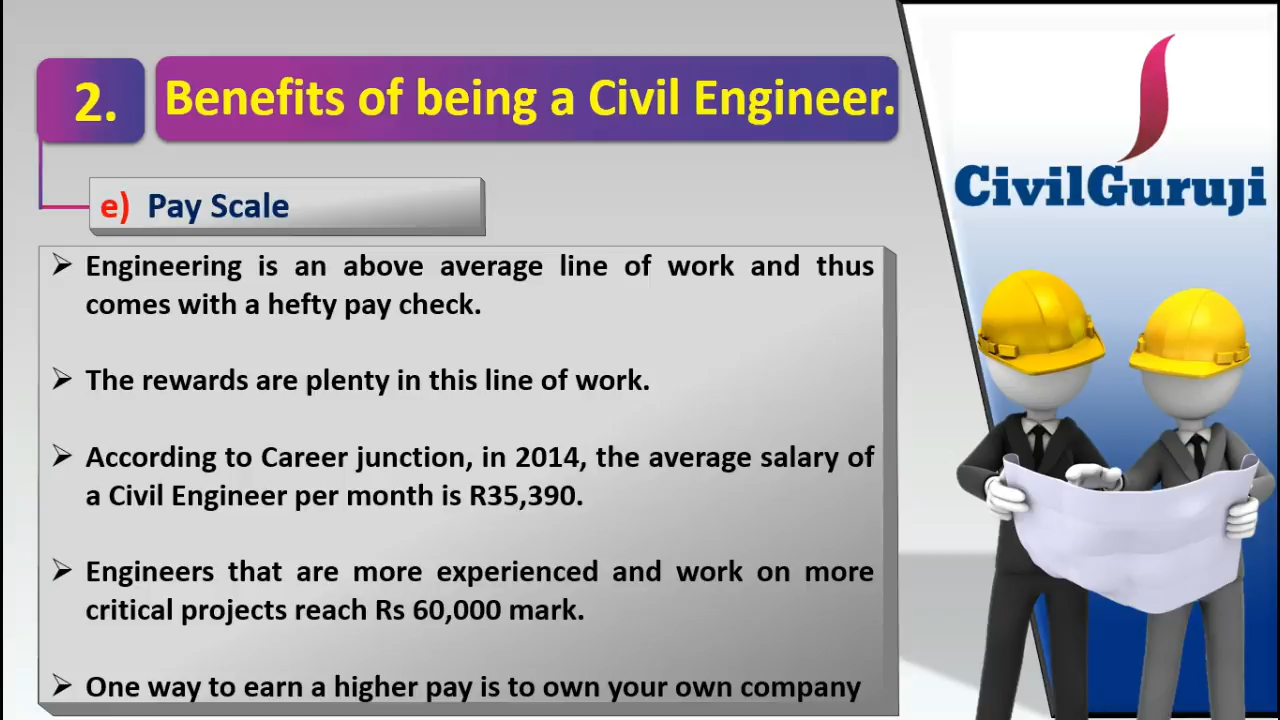 2.
Benefits of being a Civil Engineer.
e) Pay Scale
CivilGuruji
➢ Engineering is an above average line of work and thus
comes with a hefty pay check.
➢ The rewards are plenty in this line of work.
➢ According to Career junction, in 2014, the average salary of
a Civil Engineer per month is R35,390.
➢ Engineers that are more experienced and work on more
critical projects reach Rs 60,000 mark.
➢ One way to earn a higher pay is to own your own company